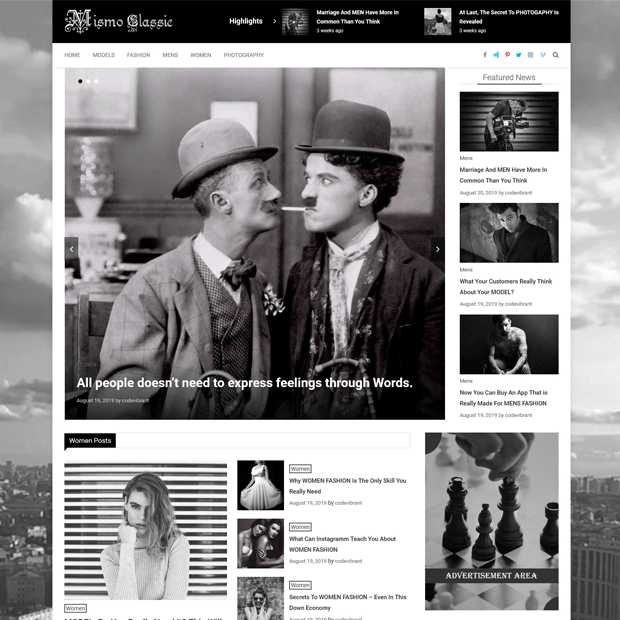 Mismo Classic
Highlights
Marriage And MEN Have More In
Common Than You Think
3 weeks ago
At Last, The Secret To PHOTOGAPHY Is
Revealed
3 weeks ago
HOME MODELS FASHION MENS WOMEN PHOTOGRAPHY
All people doesn't need to express feelings through Words.
August 19, 2019 by codevibrant
Featured News
Mens
Marriage And MEN Have More In
Common Than You Think
August 20, 2019 by codevibrant
Mens
What Your Customers Really Think
About Your MODEL?
August 19, 2019 by codevibrant
Mens
Now You Can Buy An App That is
Really Made For MENS FASHION
August 19, 2019 by codevibrant
Women Posts
Women
Women
Why WOMEN FASHION Is The Only Skill You
Really Need
August 19, 2019 by codevibrant
Women
What Can Instagramm Teach You About
WOMEN FASHION
August 19, 2019 by codevibrant
Women
Secrets To WOMEN FASHION – Even In This
Down Economy
ADVERTISEMENT AREA